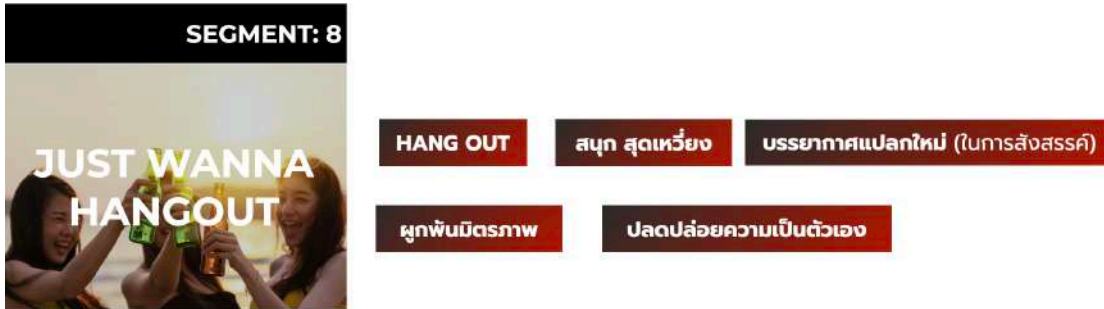 SEGMENT: 8
JUST WANNA
HANGOUT
HANG OUT
สนุก สุดเหวี่ยง
บรรยากาศแปลกใหม่ (ในการสังสรรค์)
ผูกพันมิตรภาพ
ปลดปล่อยความเป็นตัวเอง